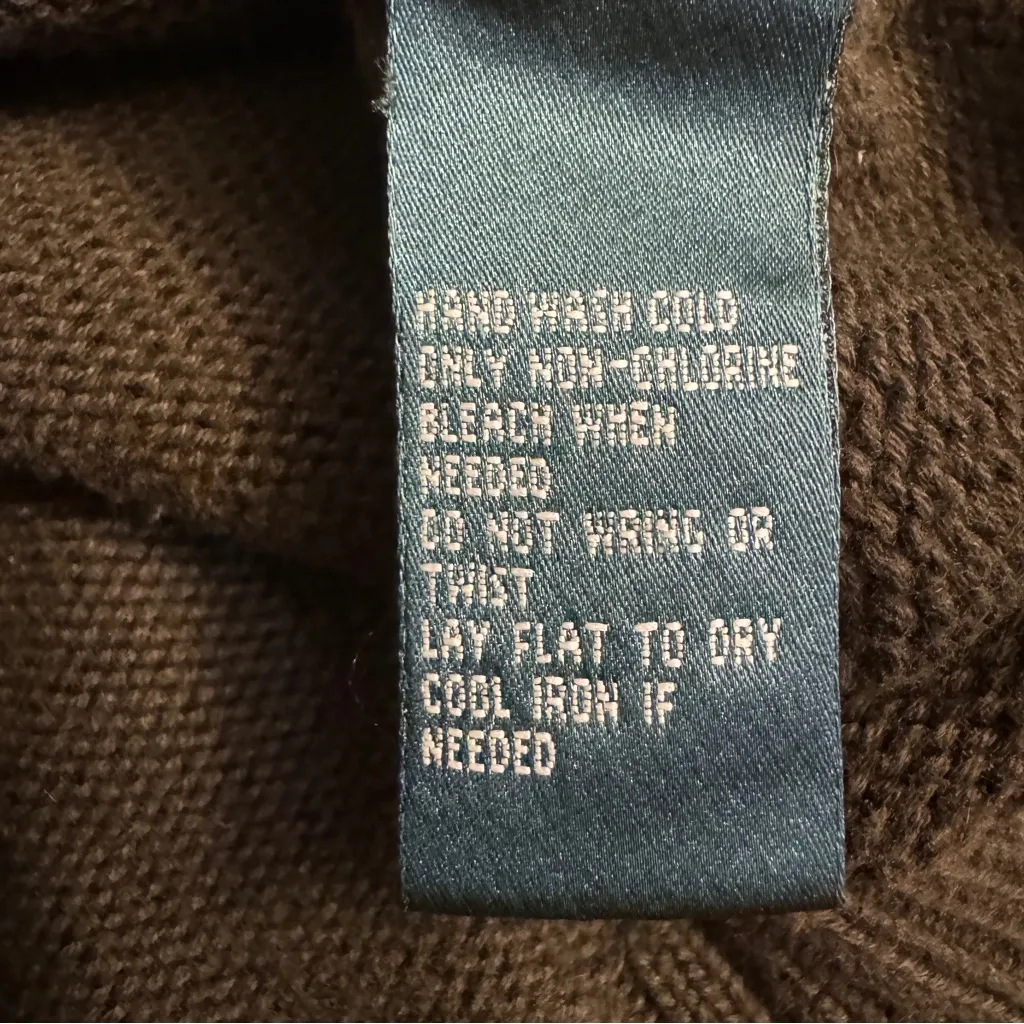 HAND WASH COLD
ONLY NON-CHLORINE
BLEACH WHEN
NEEDED
DO NOT WRING OR
TWIST
LAY FLAT TO DRY
COOL IRON IF
NEEDED